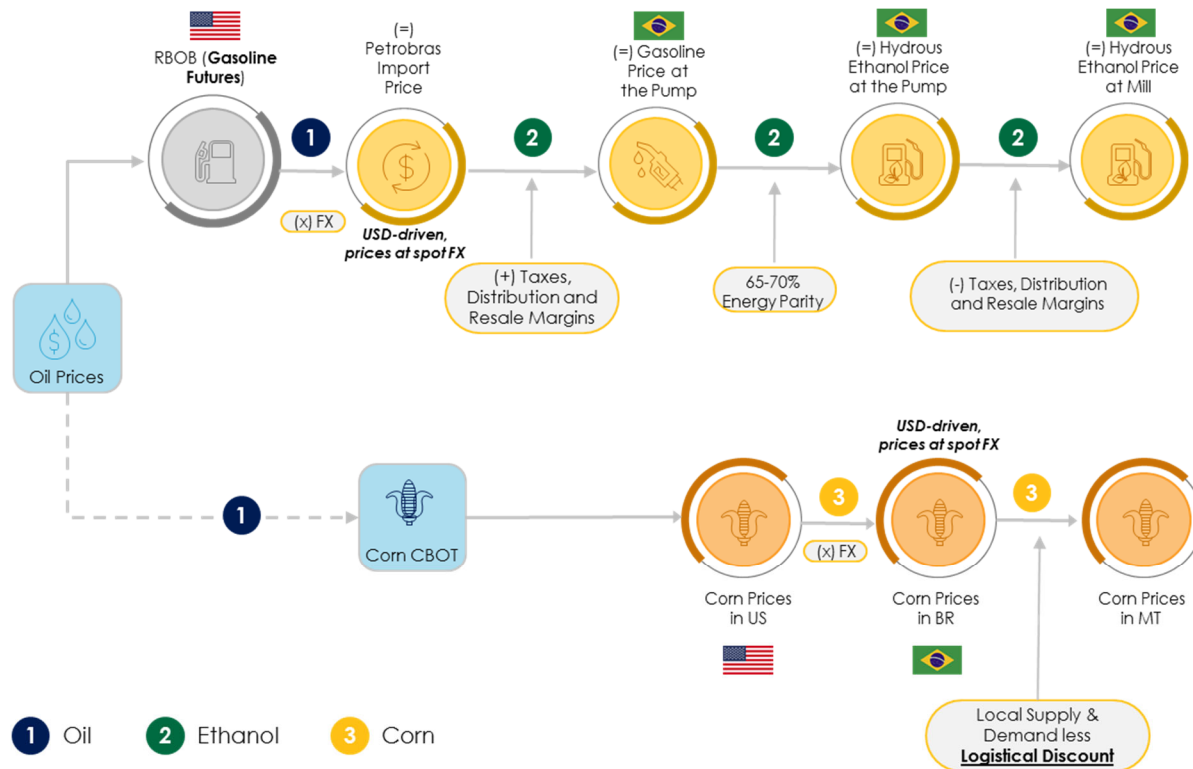 RBOB (Gasoline
Futures)
(=)
Petrobras
Import
Price
(=) Gasoline
Price at
the Pump
(=) Hydrous
Ethanol Price
at the Pump
(=) Hydrous
Ethanol Price
at Mill
1
2
2
2
$
(x) FX
USD-driven,
prices at spot FX
(+) Taxes,
Distribution and
Resale Margins
65-70%
Energy Parity
(-) Taxes, Distribution
and Resale Margins
$
Oil Prices
USD-driven,
prices at spot FX
1
Corn CBOT
3
(x) FX
3
Corn Prices
in US
Corn Prices
in BR
Corn Prices
in MT
Local Supply &
Demand less
Logistical Discount
1 Oil
2 Ethanol
3 Corn